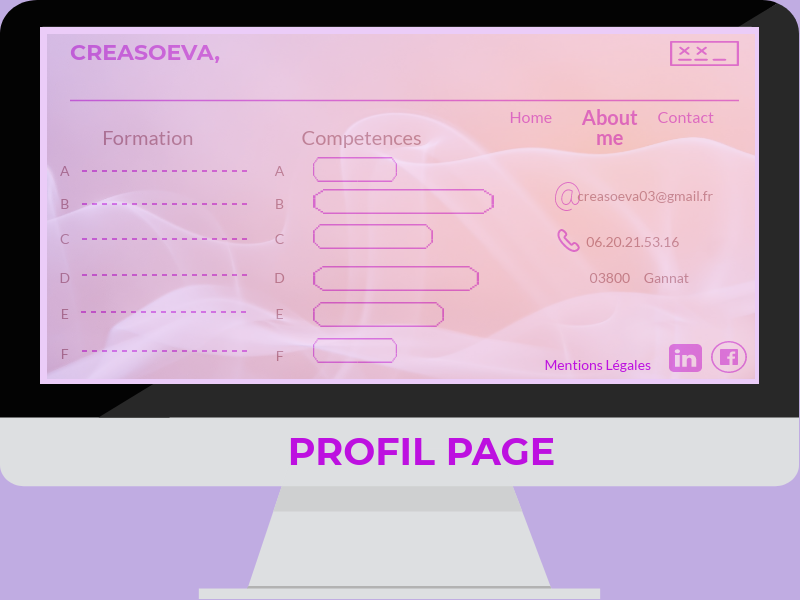 CREASOEVA,
X X
Home
About
me
Contact
Formation
Competences
A
B
C
D
E
F
A
B
C
D
E
F
@creasoeva03@gmail.fr
06.20.21.53.16
03800 Gannat
Mentions Légales
in
f
PROFIL PAGE